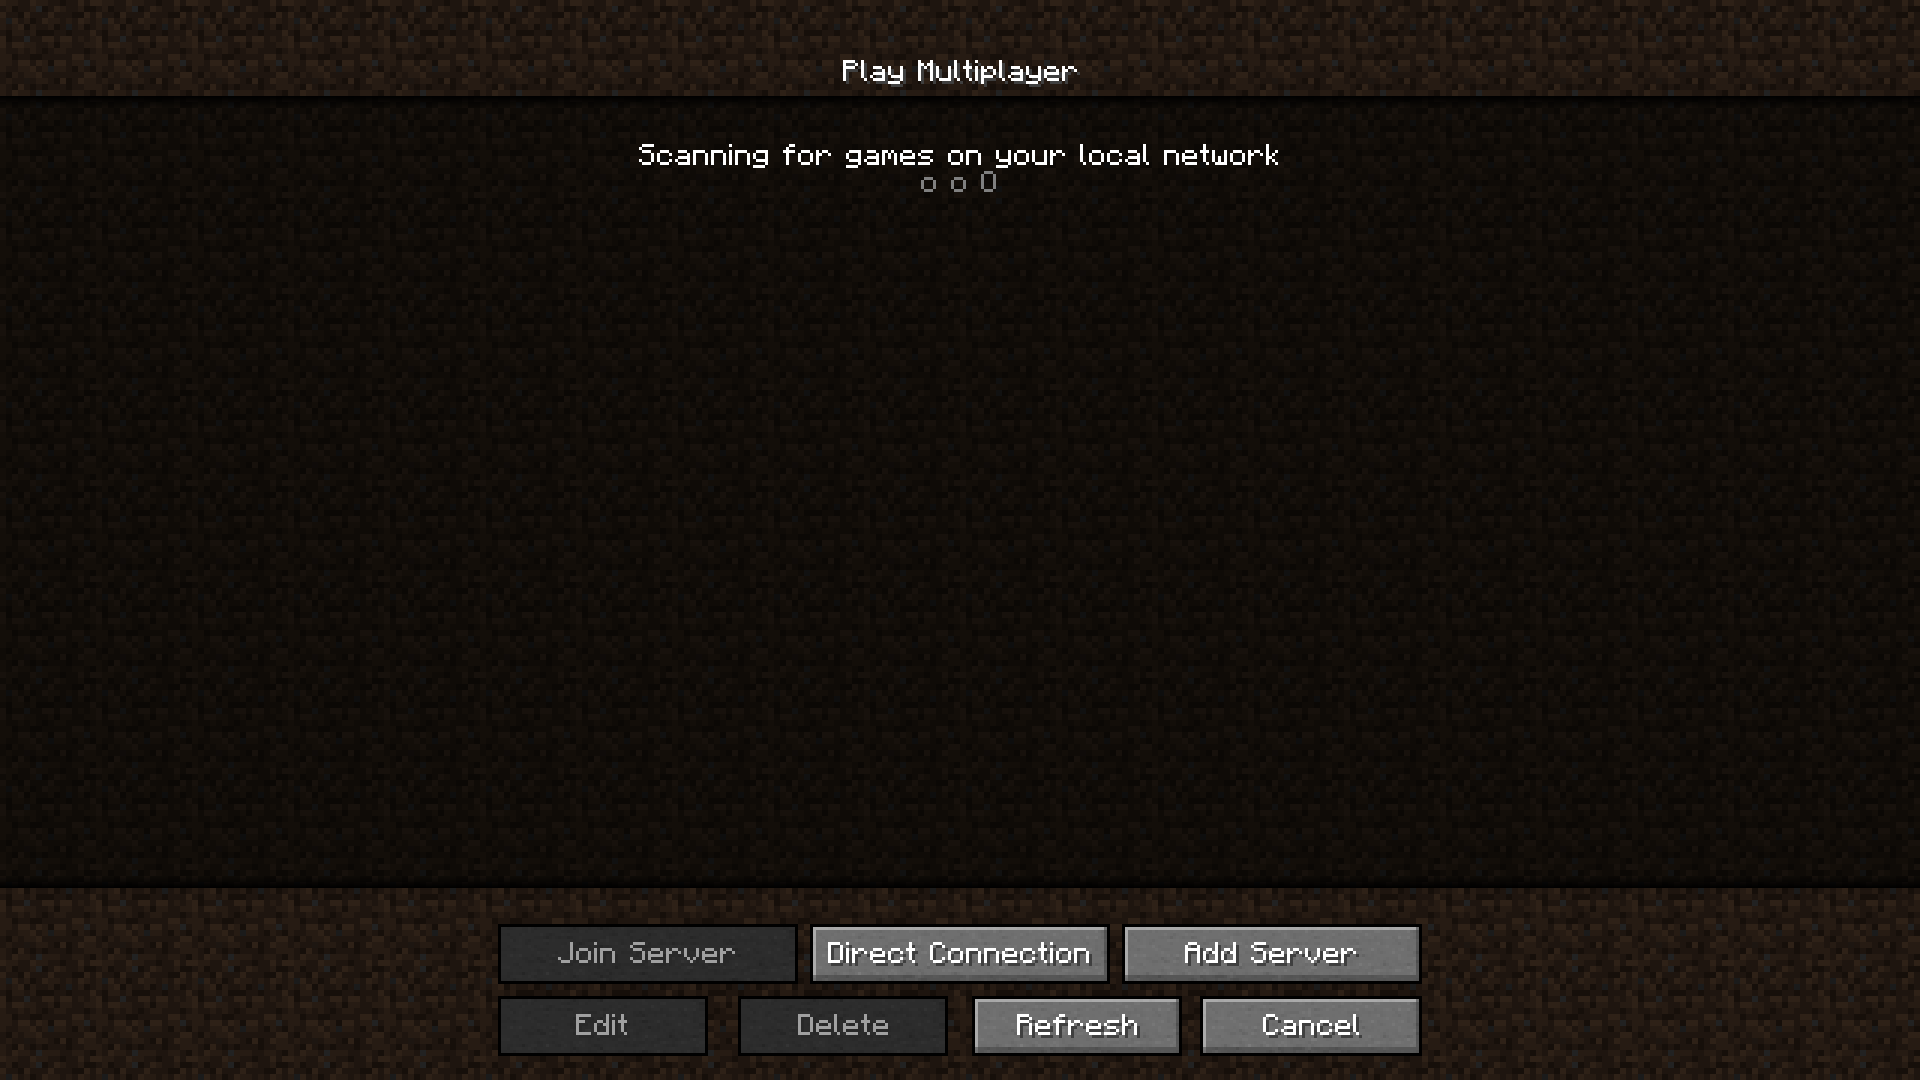 Play Multiplayer
Scanning for games on your local network
o o O
Join Server
Direct Connection
Add Server
Edit
Delete
Refresh
Cancel